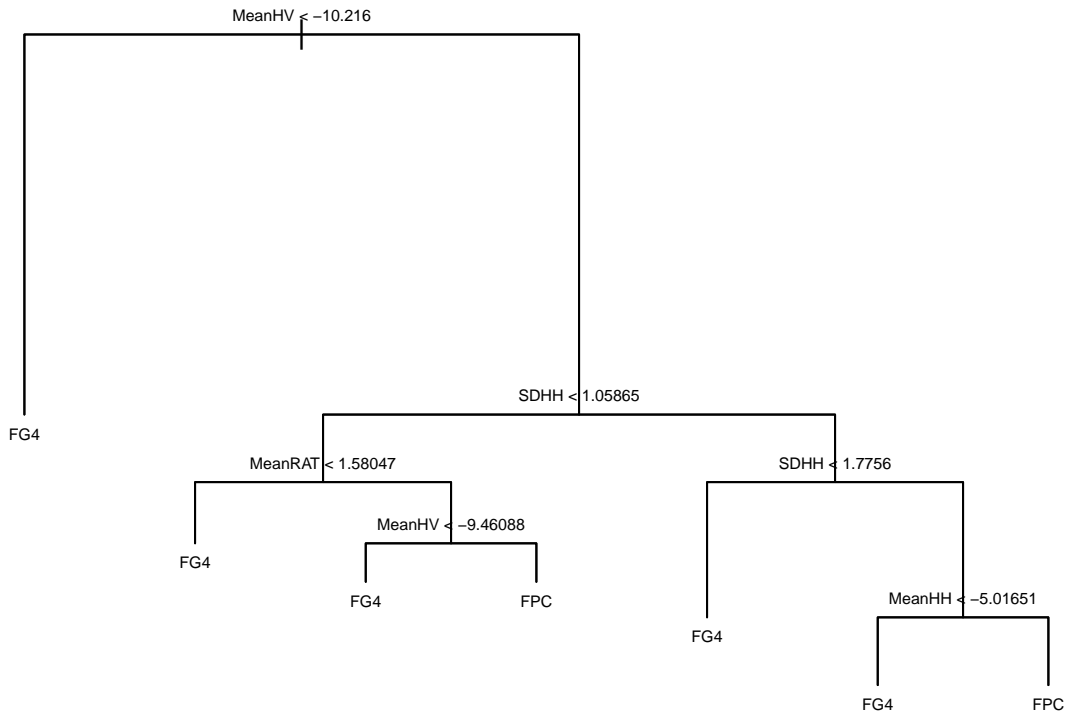 MeanHV < −10.216
SDHH < 1.05865
FG4
MeanRAT < 1.58047
SDHH < 1.7756
MeanHV < −9.46088
FG4
FG4
FPC
MeanHH < −5.01651
FG4
FG4
FPC